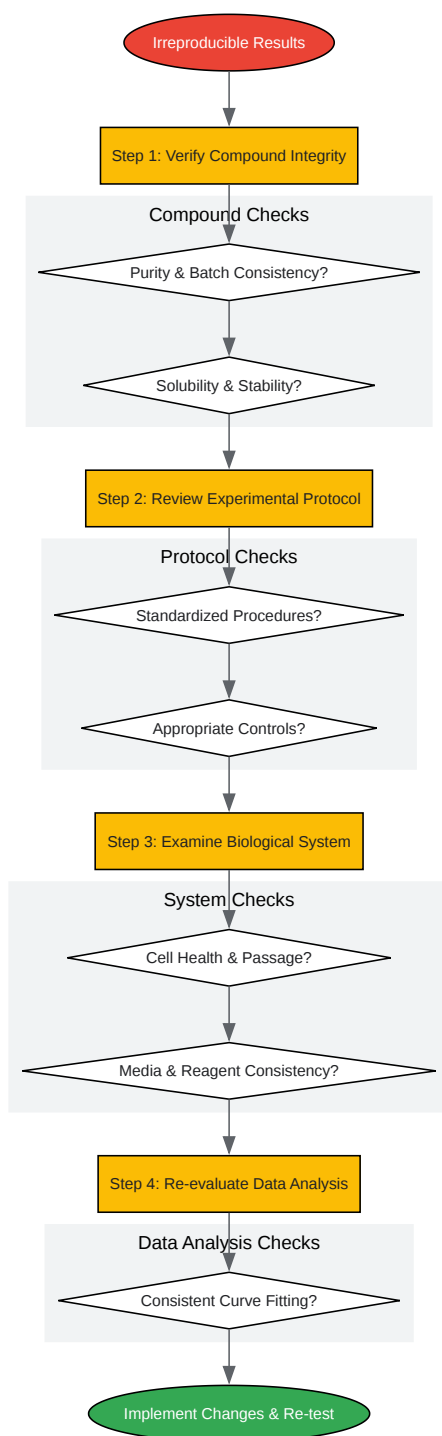 Irreproducible Results
Step 1: Verify Compound Integrity
Compound Checks
Purity & Batch Consistency?
Solubility & Stability?
Step 2: Review Experimental Protocol
Protocol Checks
Standardized Procedures?
Appropriate Controls?
Step 3: Examine Biological System
System Checks
Cell Health & Passage?
Media & Reagent Consistency?
Step 4: Re-evaluate Data Analysis
Data Analysis Checks
Consistent Curve Fitting?
Implement Changes & Re-test